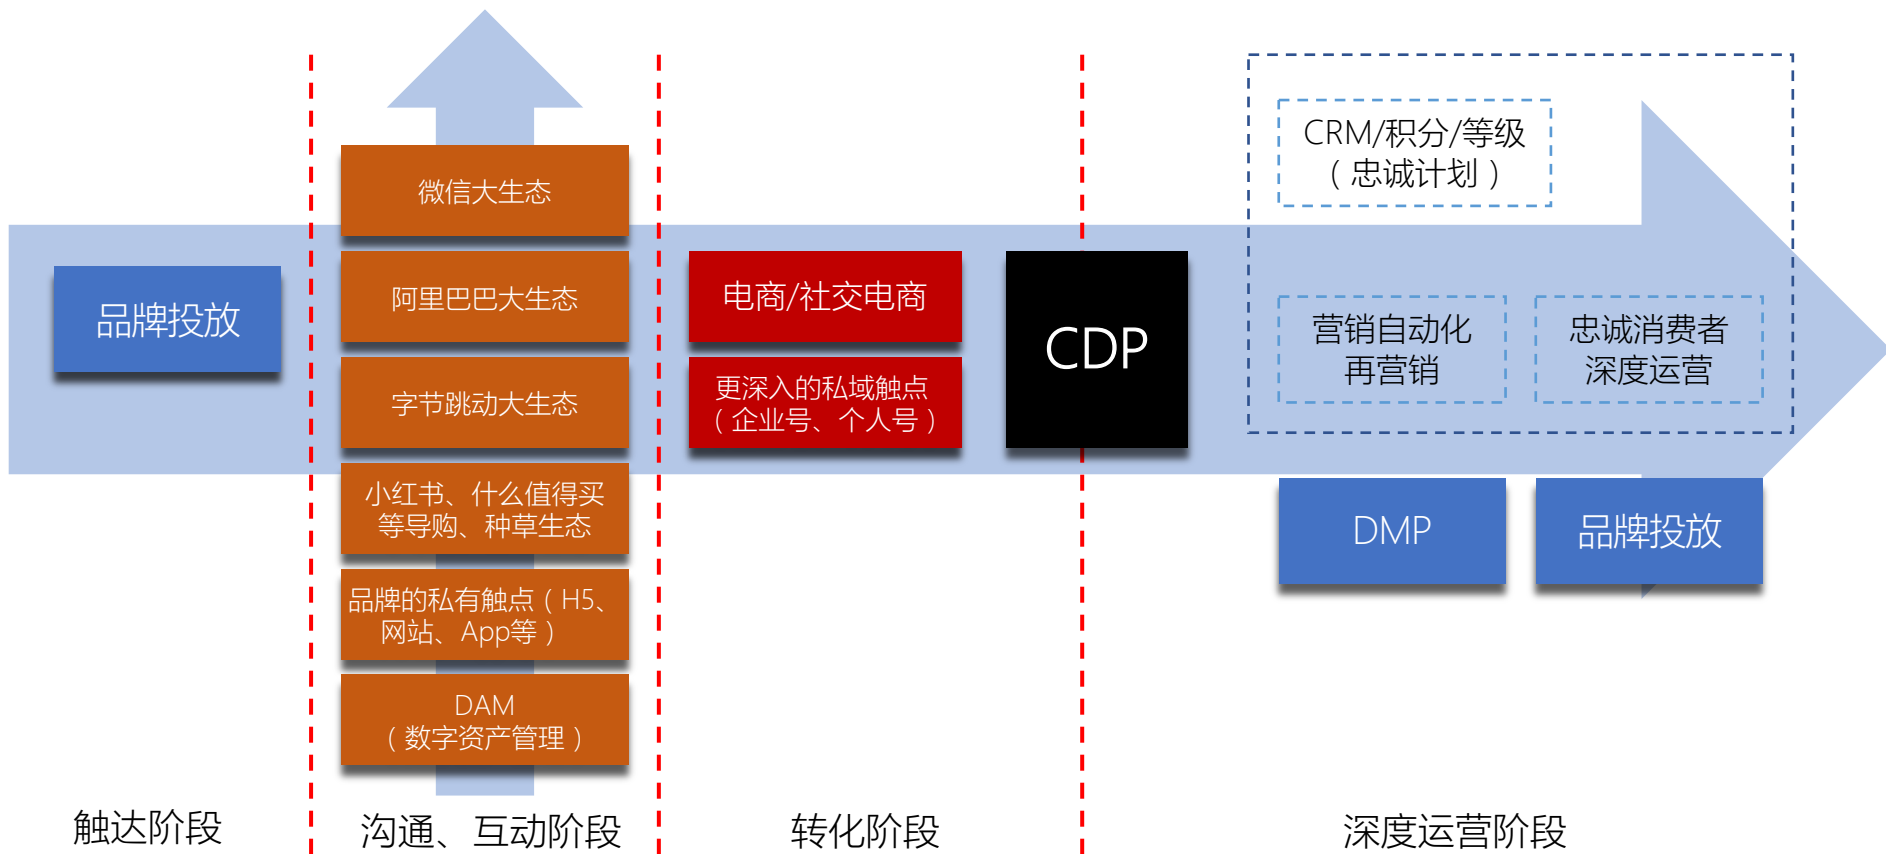 品牌投放
微信大生态
阿里巴巴大生态
字节跳动大生态
小红书、什么值得买
等导购、种草生态
品牌的私有触点（H5、
网站、App等）
DAM
（数字资产管理）
电商/社交电商
更深入的私域触点
（企业号、个人号）
CDP
CRM/积分/等级
（忠诚计划）
营销自动化
再营销
忠诚消费者
深度运营
DMP
品牌投放
触达阶段
沟通、互动阶段
转化阶段
深度运营阶段